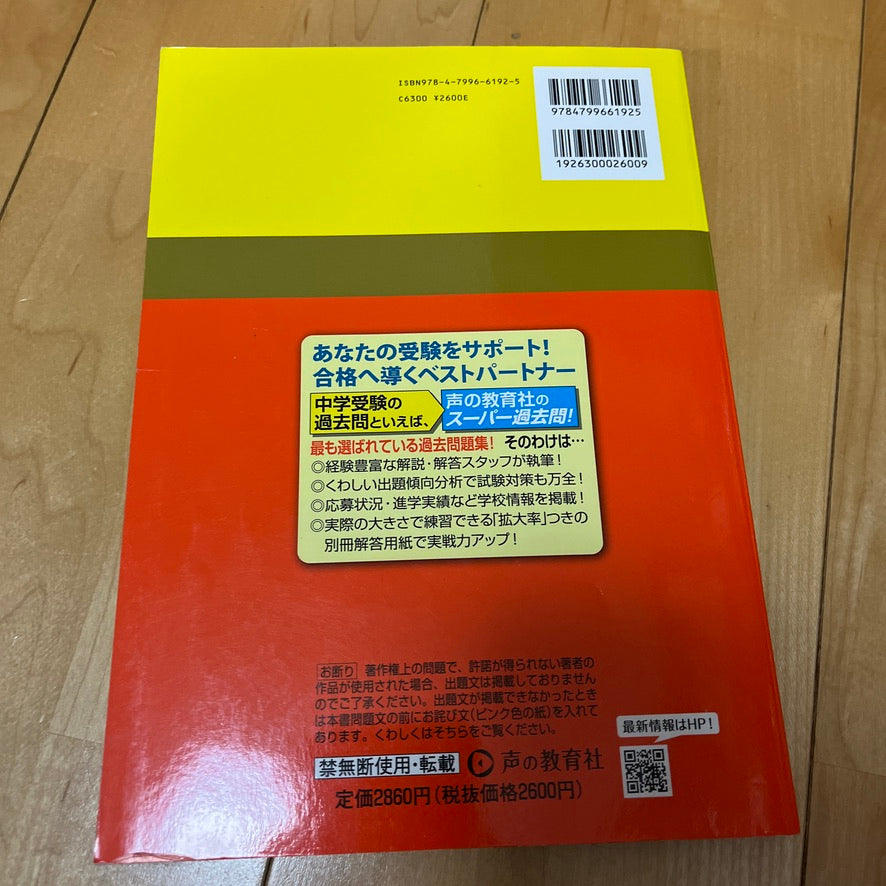 ISBN978-4-7996-6192-5
C6300 ¥2600E
9784799661925
1926300026009
あなたの受験をサポート!
合格へ導くベストパートナー
中学受験の
過去問といえば、
声の教育社の
スーパー過去問!
最も選ばれている過去問題集! そのわけは…
◎経験豊富な解説・解答スタッフが執筆!
◎くわしい出題傾向分析で試験対策も万全!
◎応募状況・進学実績など学校情報を掲載!
◎実際の大きさで練習できる「拡大率」つきの
別冊解答用紙で実戦力アップ!
お断り 著作権上の問題で、許諾が得られない著者の
作品が使用された場合、出題文は掲載しておりません
のでご了承ください。出題文が掲載できなかったとき
は本書問題文の前にお詫び文(ピンク色の紙)を入れて
あります。くわしくはそちらをご覧ください。
最新情報はHP!
禁無断使用・転載 声の教育社
定価2860円(税抜価格2600円)